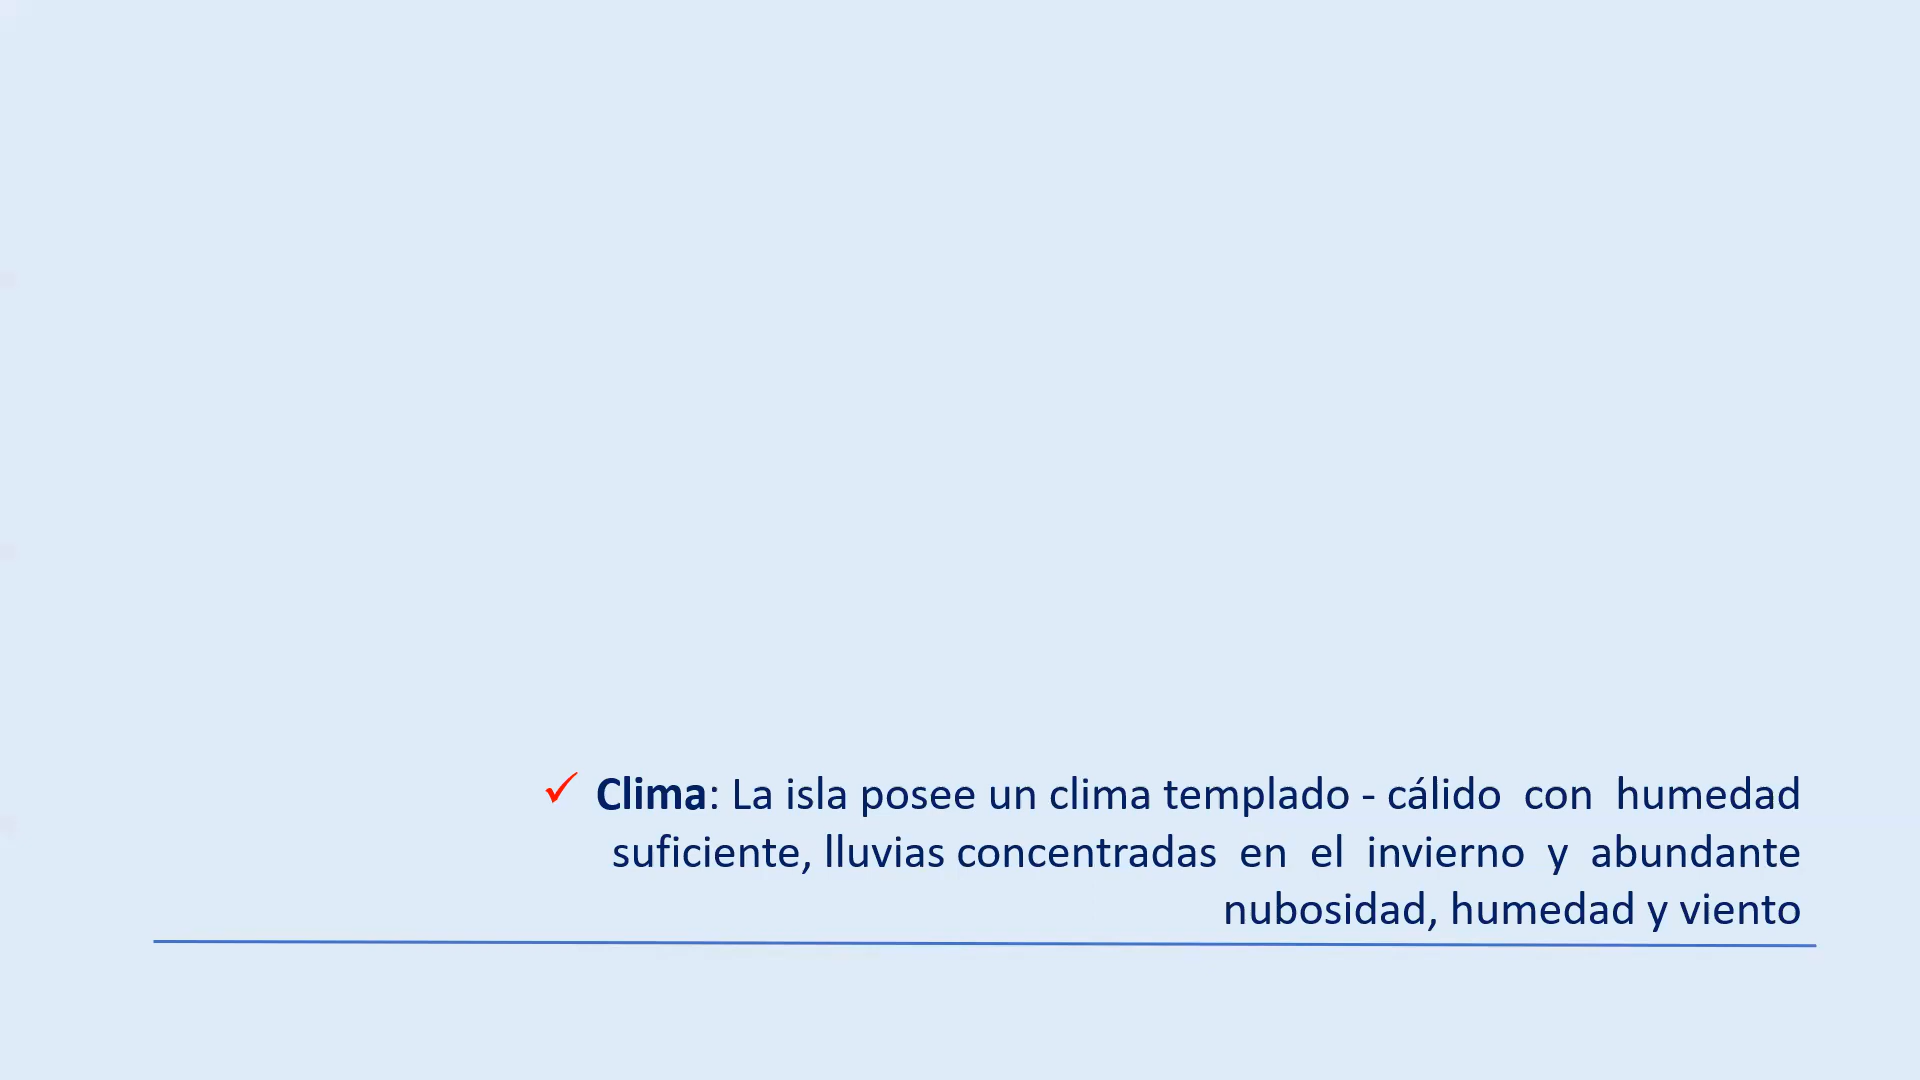 ✓ Clima: La isla posee un clima templado - cálido con humedad
suficiente, lluvias concentradas en el invierno y abundante
nubosidad, humedad y viento